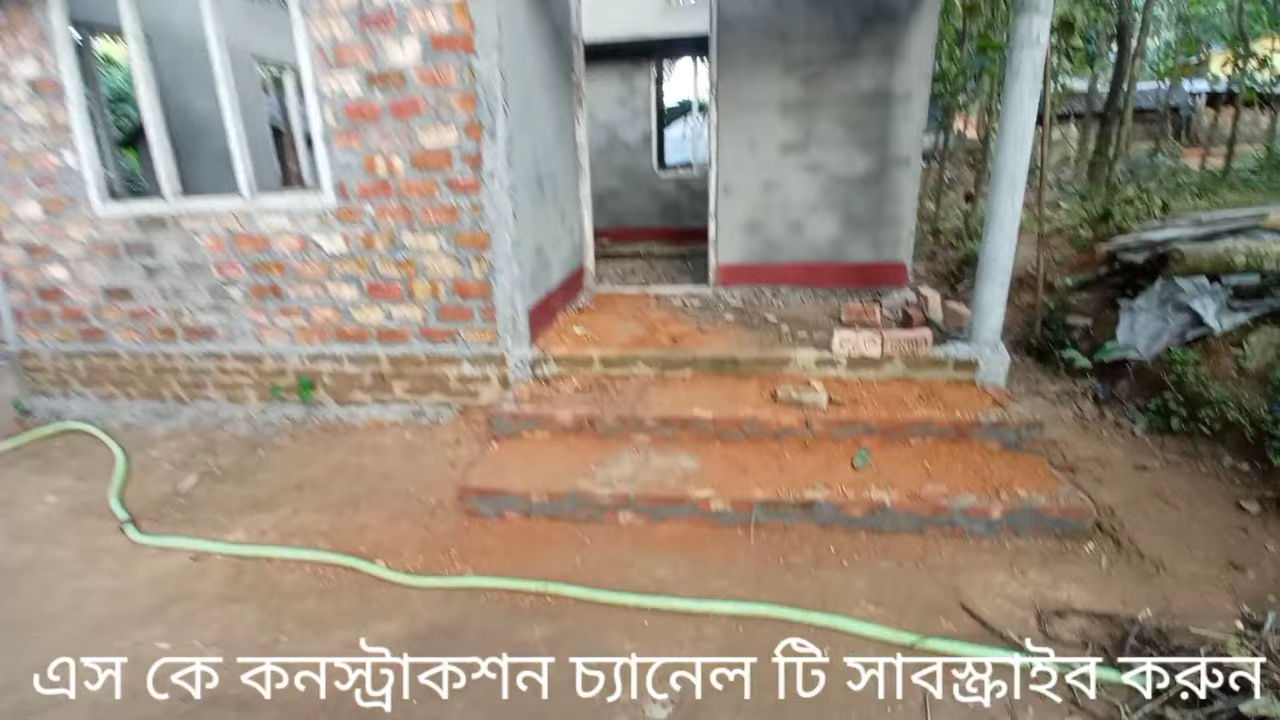 এস কে কনস্ট্রাকশন চ্যানেল টি সাবস্ক্রাইব করুন